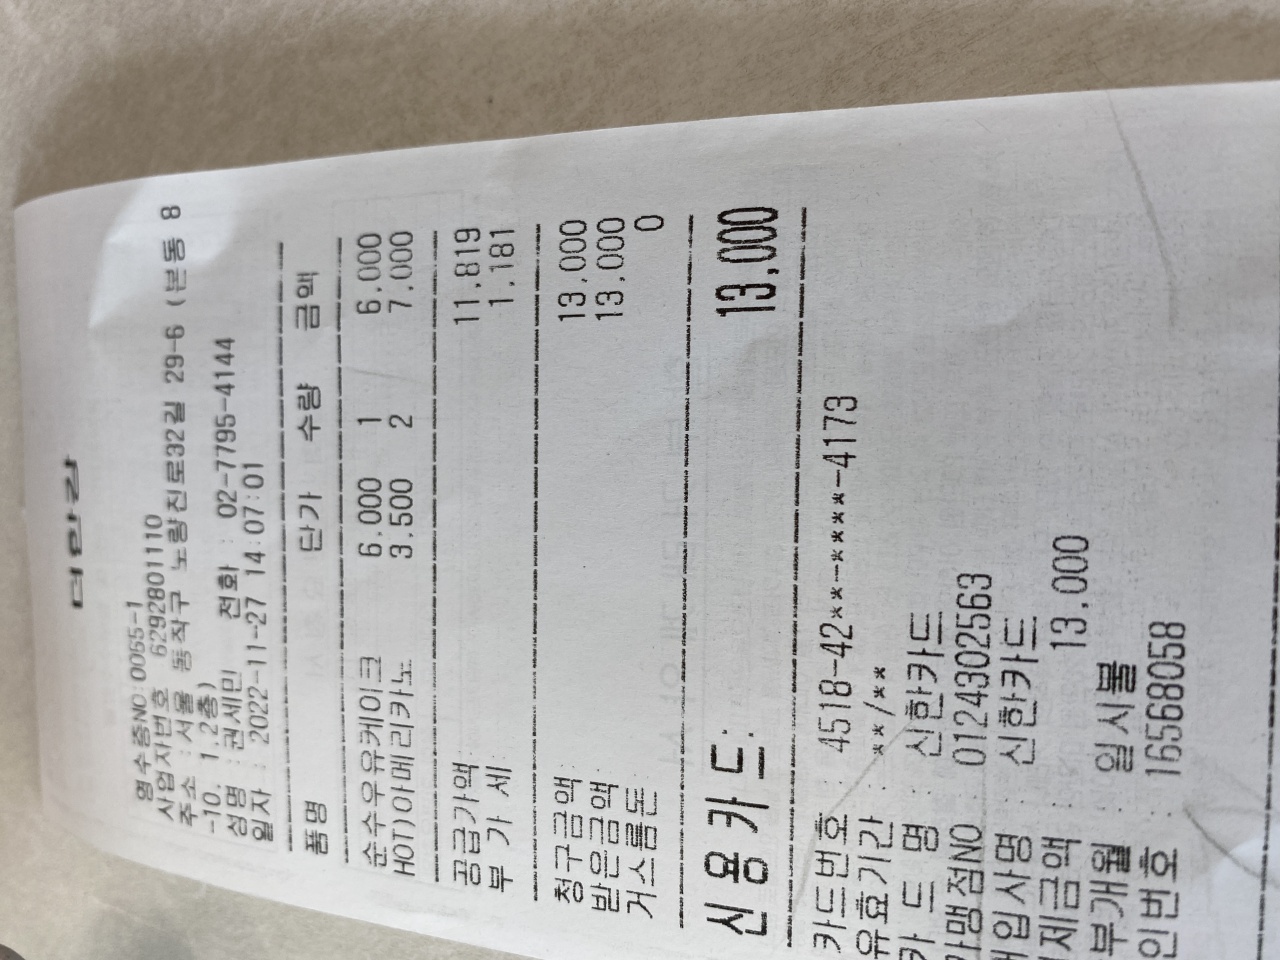 더한강
영수증NO:0055-1
사업자번호 6292801110
주소 :서울 동작구 노량진로32길 29-6 (본동 8
-10. 1.2층)
성명 :권세민 전화 : 02-7795-4144
일자 : 2022-11-27 14:07:01
품명 단가 수량 금액
순수우유케이크 6.000 1 6.000
HOT)아메리카노 3.500 2 7.000
공급가액: 11.819
부 가 세: 1.181
청구금액: 13.000
받은금액: 13.000
거스름돈: 0
신용카드: 13,000
카드번호 : 4518-42**-****-4173
유효기간 : **/**
카 드 명 : 신한카드
가맹점NO : 0124302563
매입사명 : 신한카드
결제금액 : 13,000
할부개월 : 일시불
승인번호 : 16568058